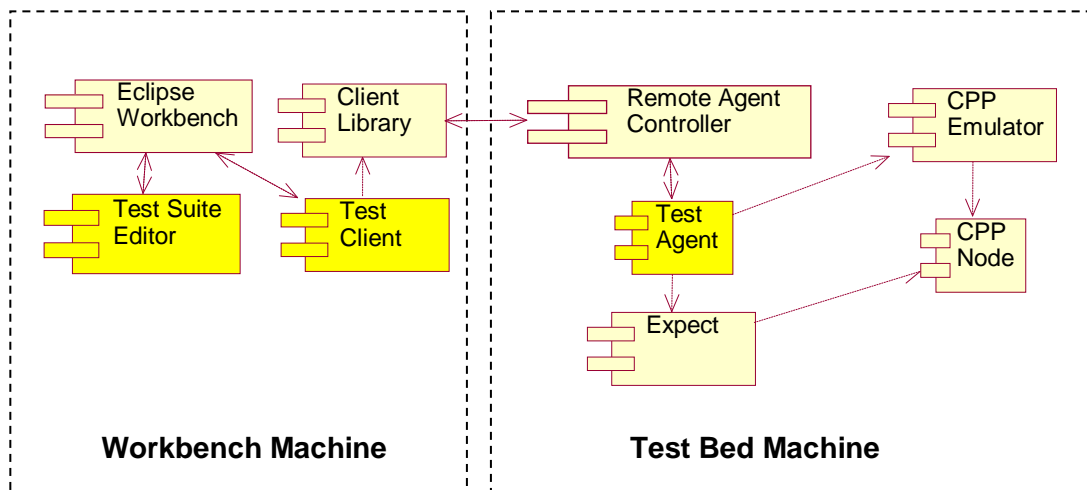 Eclipse
Workbench
Client
Library
Test Suite
Editor
Test
Client
Workbench Machine
Remote Agent
Controller
CPP
Emulator
Test
Agent
CPP
Node
Expect
Test Bed Machine